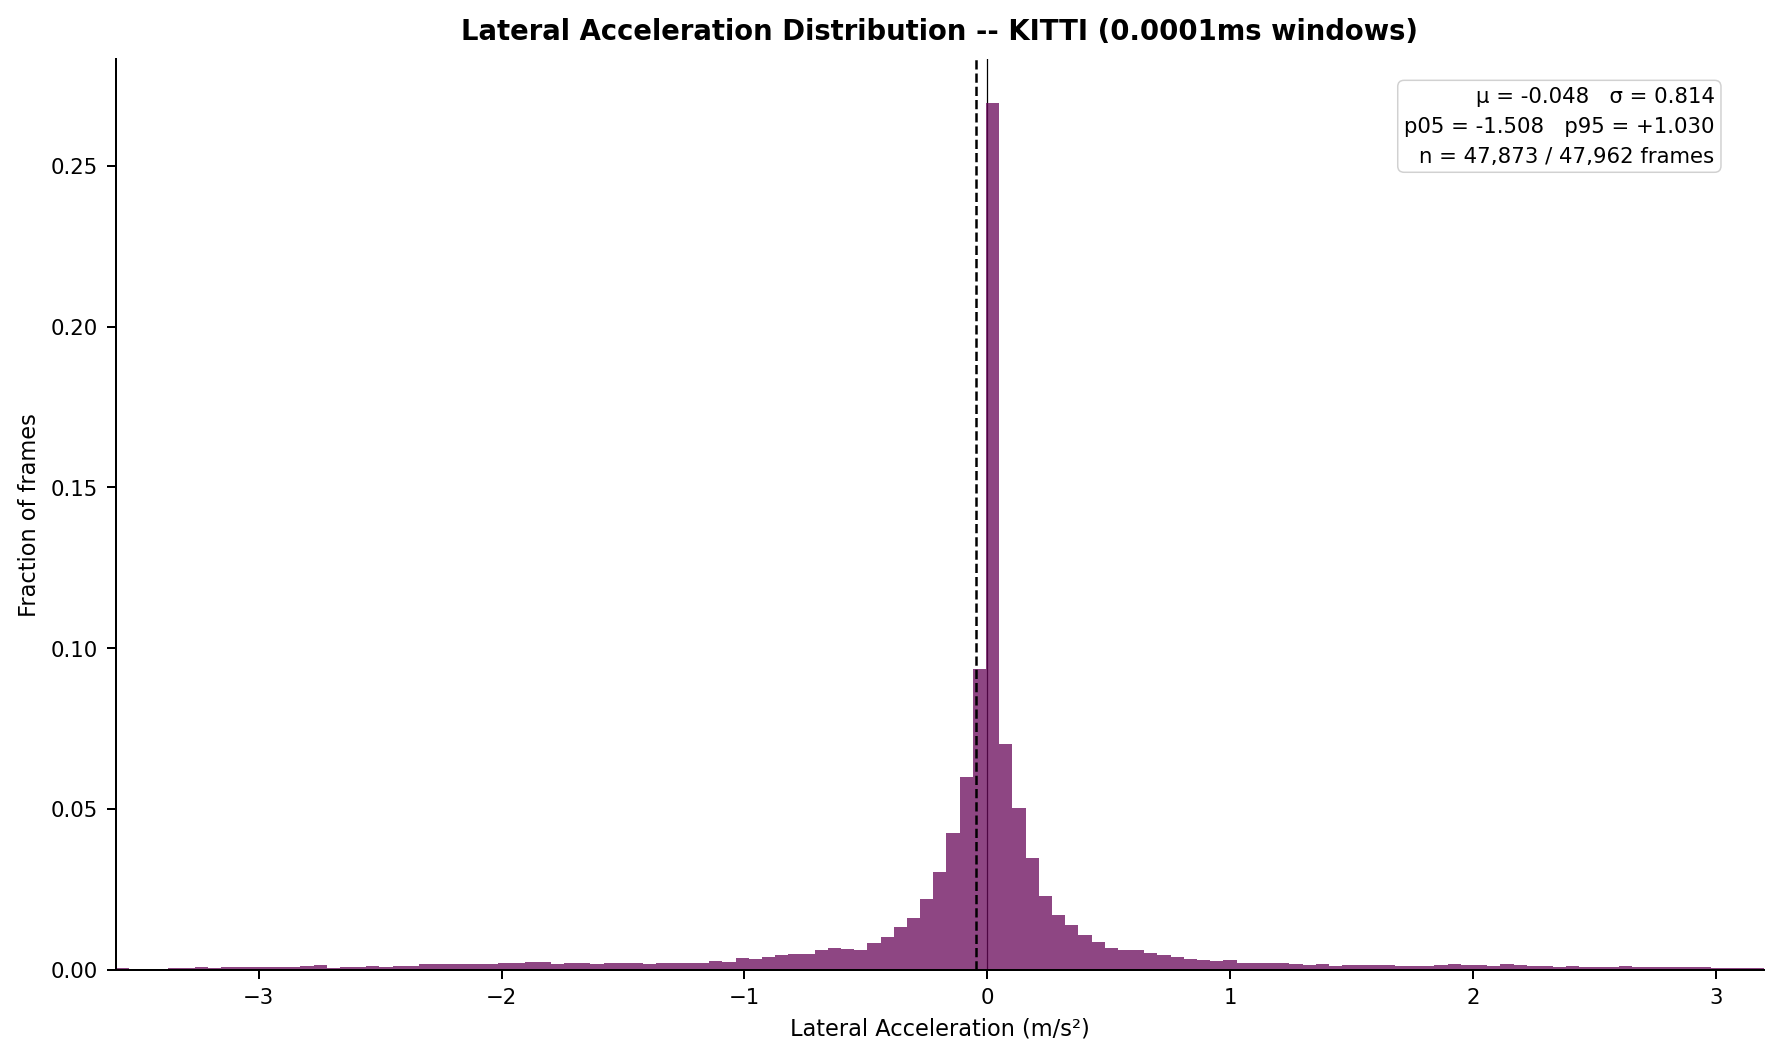 Lateral Acceleration Distribution -- KITTI (0.0001ms windows)
μ = -0.048   σ = 0.814
p05 = -1.508   p95 = +1.030
n = 47,873 / 47,962 frames
Fraction of frames
0.25
0.20
0.15
0.10
0.05
0.00
−3
−2
−1
0
1
2
3
Lateral Acceleration (m/s²)